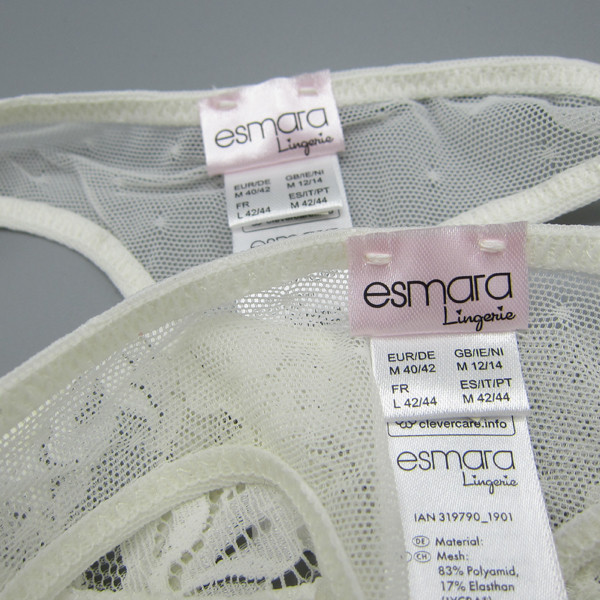 esmara
Lingerie
EUR/DE GB/IE/NI
M 40/42 M 12/14
FR ES/IT/PT
L 42/44 M 42/44
esmara
Lingerie
EUR/DE GB/IE/NI
M 40/42 M 12/14
FR ES/IT/PT
L 42/44 M 42/44
clevercare.info
esmara
Lingerie
IAN 319790_1901
DE Material:
CH Mesh:
83% Polyamid,
17% Elasthan